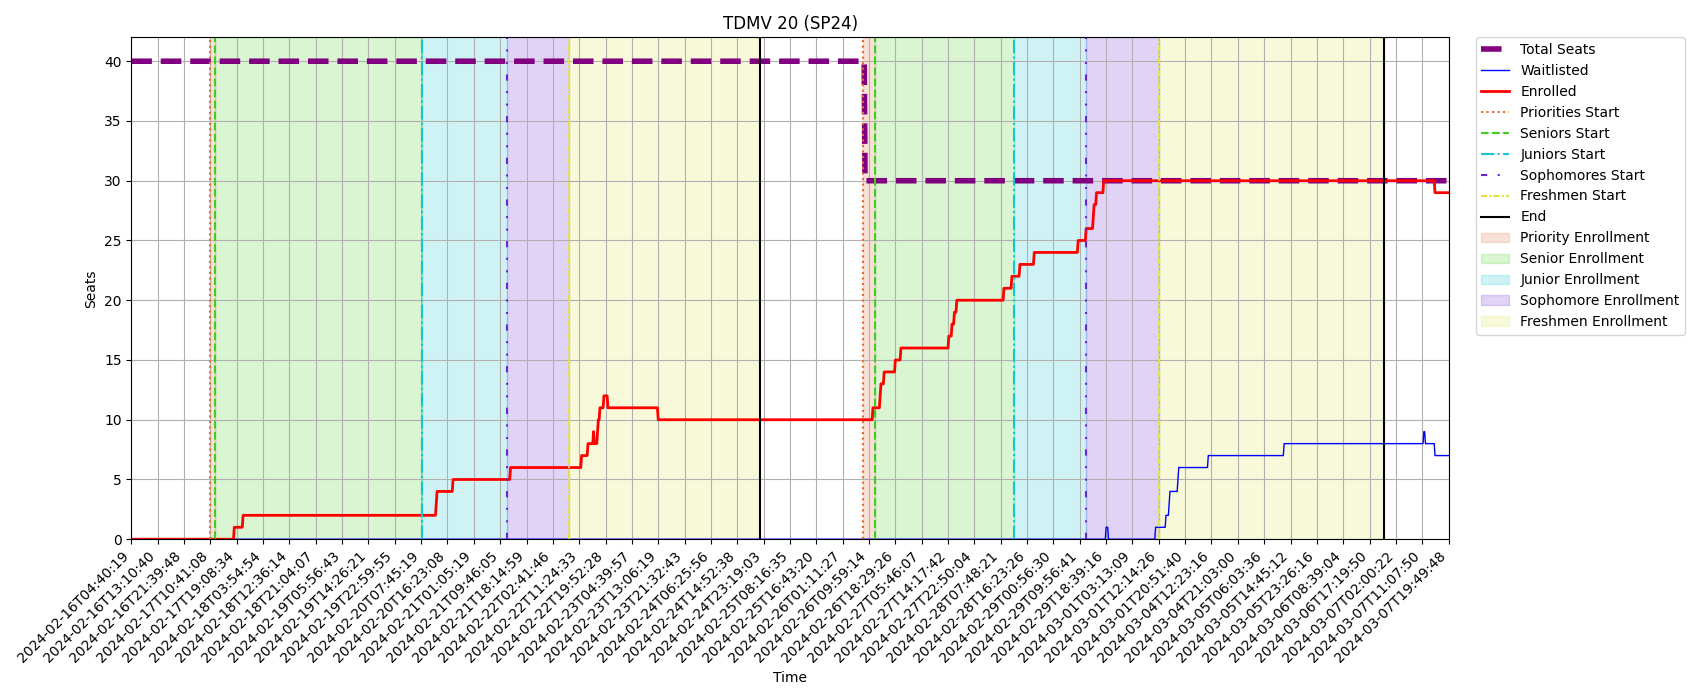 TDMV 20 (SP24)
Seats
40
35
30
25
20
15
10
5
0
2024-02-16T04:40:19
2024-02-16T13:10:40
2024-02-16T21:39:48
2024-02-17T10:41:08
2024-02-17T19:08:34
2024-02-18T03:54:54
2024-02-18T12:36:14
2024-02-18T21:04:07
2024-02-19T05:56:43
2024-02-19T14:26:21
2024-02-19T22:59:55
2024-02-20T07:45:19
2024-02-20T16:23:08
2024-02-21T01:05:19
2024-02-21T09:46:05
2024-02-21T18:14:59
2024-02-22T02:41:46
2024-02-22T11:24:33
2024-02-22T19:52:28
2024-02-23T04:39:57
2024-02-23T13:06:19
2024-02-23T21:32:43
2024-02-24T06:25:56
2024-02-24T14:52:38
2024-02-24T23:19:03
2024-02-25T08:16:35
2024-02-25T16:43:20
2024-02-26T01:11:27
2024-02-26T09:59:14
2024-02-26T18:29:26
2024-02-27T05:46:07
2024-02-27T14:17:42
2024-02-27T22:50:04
2024-02-28T07:48:21
2024-02-28T16:23:26
2024-02-29T00:56:30
2024-02-29T09:56:41
2024-02-29T18:39:16
2024-03-01T03:13:09
2024-03-01T12:14:26
2024-03-01T20:51:40
2024-03-04T12:23:16
2024-03-04T21:03:00
2024-03-05T06:03:36
2024-03-05T14:45:12
2024-03-05T23:26:16
2024-03-06T08:39:04
2024-03-06T17:19:50
2024-03-07T02:00:22
2024-03-07T11:07:50
2024-03-07T19:49:48
Time
Total Seats
Waitlisted
Enrolled
Priorities Start
Seniors Start
Juniors Start
Sophomores Start
Freshmen Start
End
Priority Enrollment
Senior Enrollment
Junior Enrollment
Sophomore Enrollment
Freshmen Enrollment